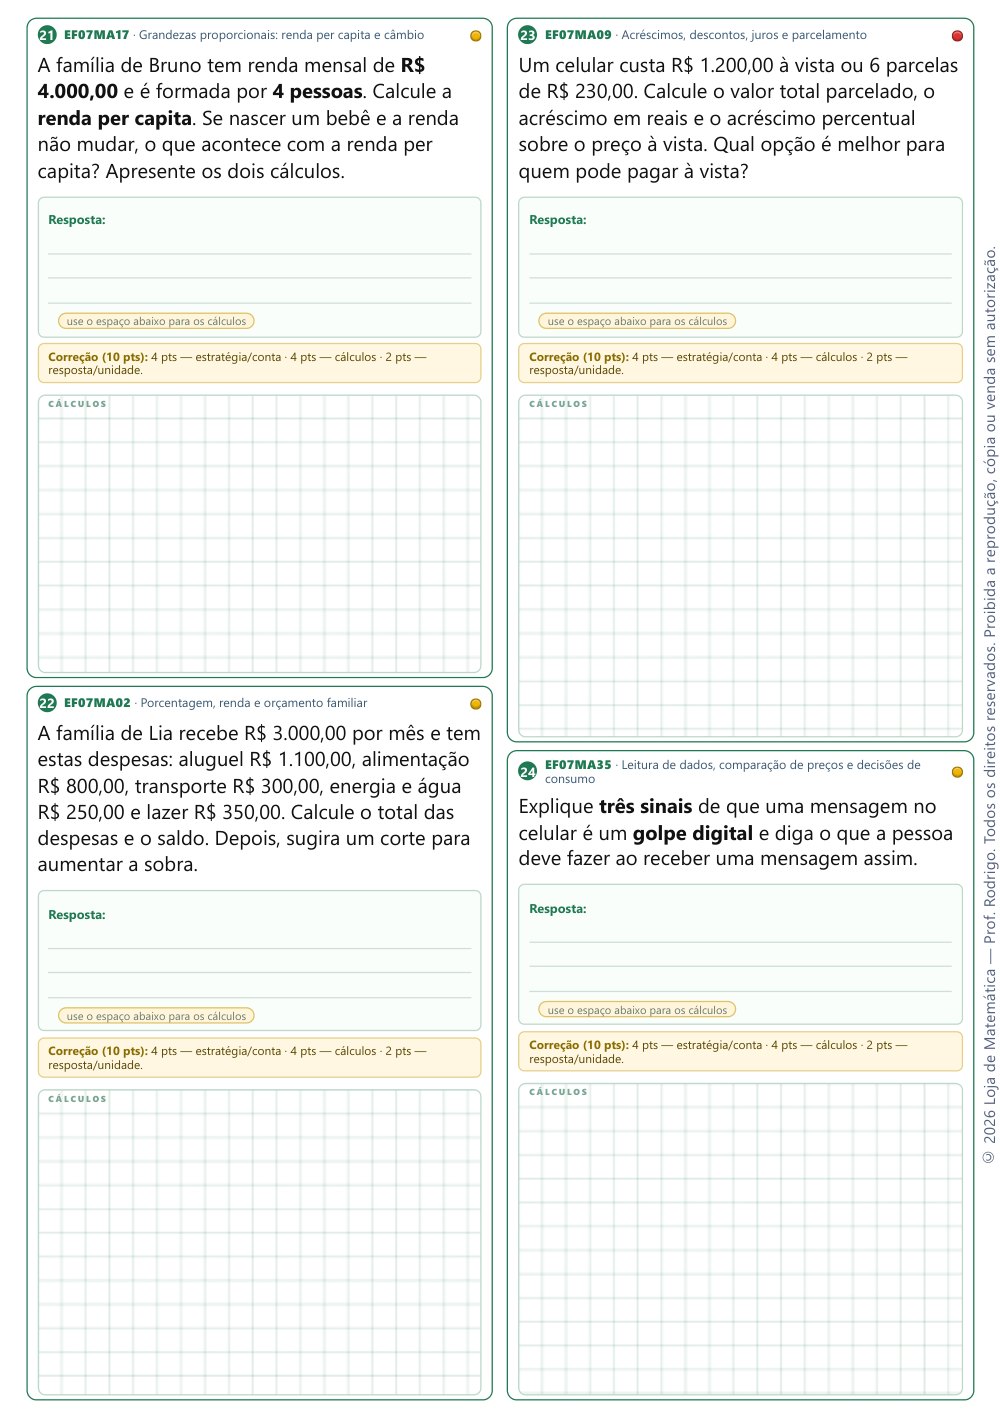 21 EF07MA17 · Grandezas proporcionais: renda per capita e câmbio
A família de Bruno tem renda mensal de R$
4.000,00 e é formada por 4 pessoas. Calcule a
renda per capita. Se nascer um bebê e a renda
não mudar, o que acontece com a renda per
capita? Apresente os dois cálculos.
Resposta:
use o espaço abaixo para os cálculos
Correção (10 pts): 4 pts — estratégia/conta · 4 pts — cálculos · 2 pts —
resposta/unidade.
CÁLCULOS
22 EF07MA02 · Porcentagem, renda e orçamento familiar
A família de Lia recebe R$ 3.000,00 por mês e tem
estas despesas: aluguel R$ 1.100,00, alimentação
R$ 800,00, transporte R$ 300,00, energia e água
R$ 250,00 e lazer R$ 350,00. Calcule o total das
despesas e o saldo. Depois, sugira um corte para
aumentar a sobra.
Resposta:
use o espaço abaixo para os cálculos
Correção (10 pts): 4 pts — estratégia/conta · 4 pts — cálculos · 2 pts —
resposta/unidade.
CÁLCULOS
23 EF07MA09 · Acréscimos, descontos, juros e parcelamento
Um celular custa R$ 1.200,00 à vista ou 6 parcelas
de R$ 230,00. Calcule o valor total parcelado, o
acréscimo em reais e o acréscimo percentual
sobre o preço à vista. Qual opção é melhor para
quem pode pagar à vista?
Resposta:
use o espaço abaixo para os cálculos
Correção (10 pts): 4 pts — estratégia/conta · 4 pts — cálculos · 2 pts —
resposta/unidade.
CÁLCULOS
24 EF07MA35 · Leitura de dados, comparação de preços e decisões de
consumo
Explique três sinais de que uma mensagem no
celular é um golpe digital e diga o que a pessoa
deve fazer ao receber uma mensagem assim.
Resposta:
use o espaço abaixo para os cálculos
Correção (10 pts): 4 pts — estratégia/conta · 4 pts — cálculos · 2 pts —
resposta/unidade.
CÁLCULOS
© 2026 Loja de Matemática — Prof. Rodrigo. Todos os direitos reservados. Proibida a reprodução, cópia ou venda sem autorização.